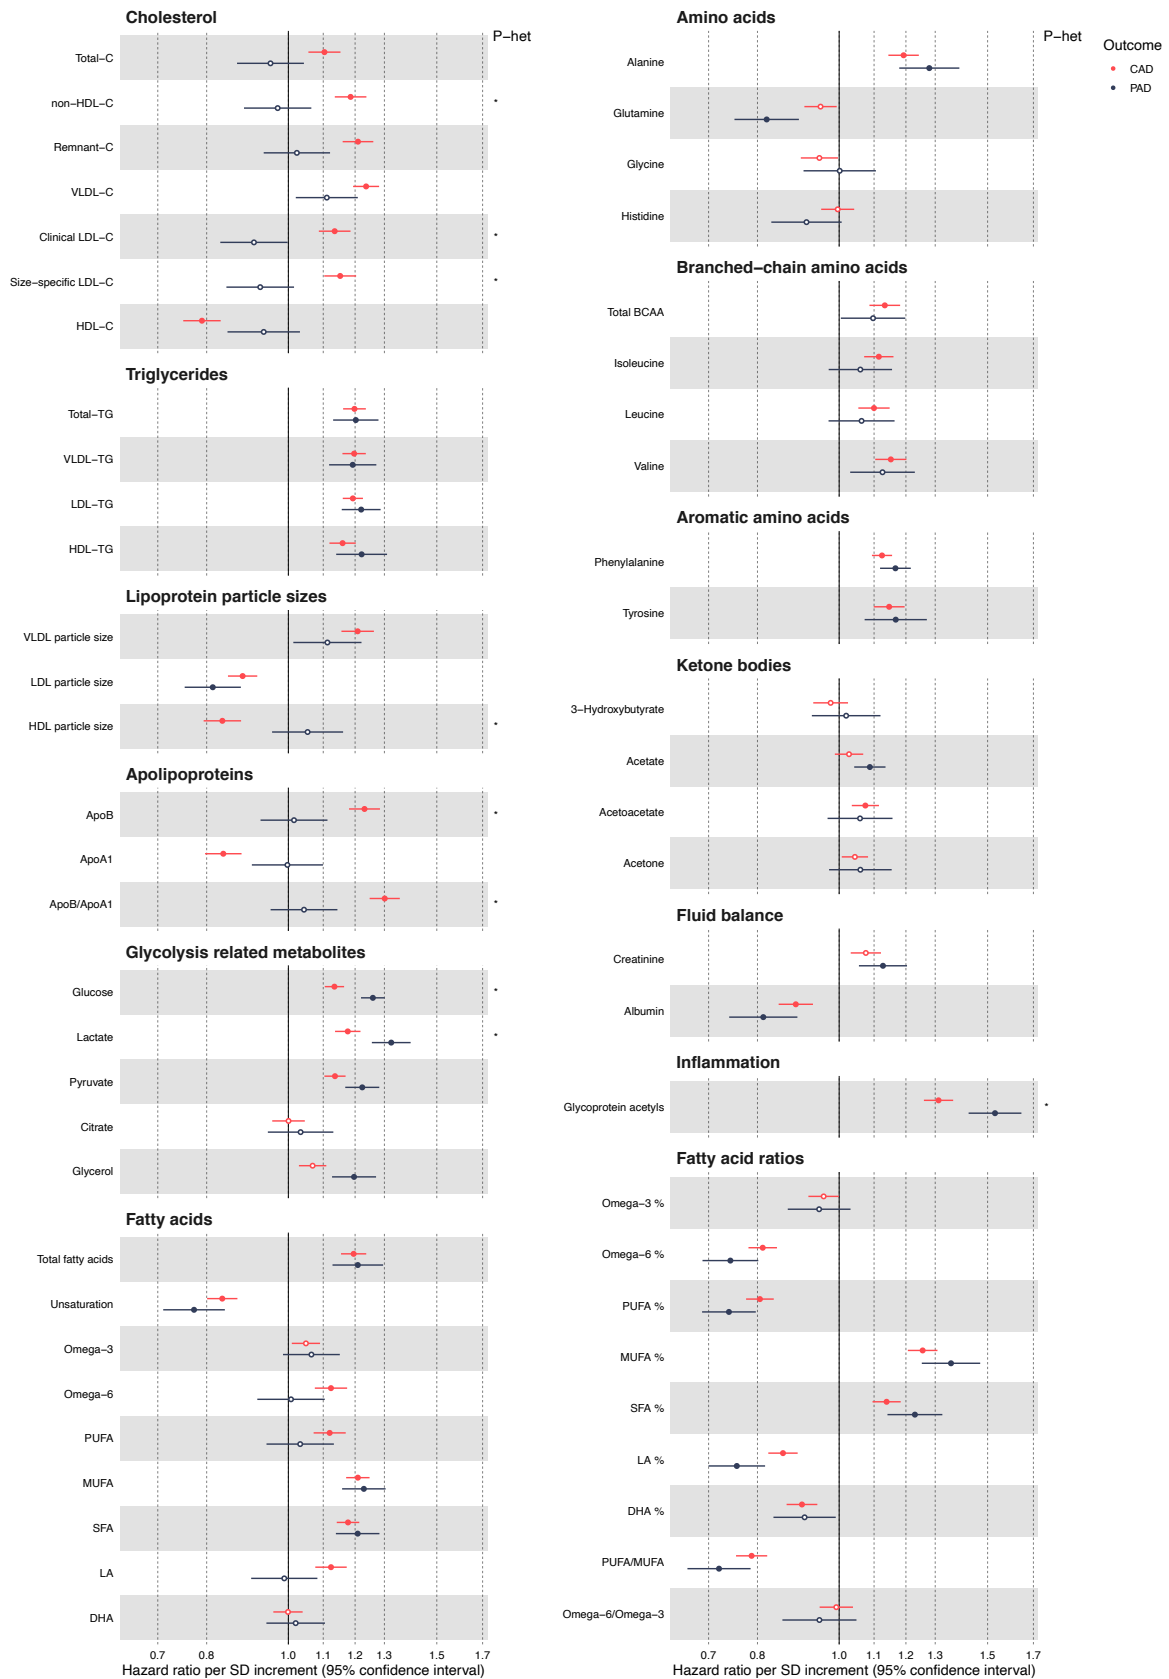 Cholesterol
P−het
Total−C
non−HDL−C
*
Remnant−C
VLDL−C
Clinical LDL−C
*
Size−specific LDL−C
*
HDL−C
Triglycerides
Total−TG
VLDL−TG
LDL−TG
HDL−TG
Lipoprotein particle sizes
VLDL particle size
LDL particle size
HDL particle size
*
Apolipoproteins
ApoB
*
ApoA1
ApoB/ApoA1
*
Glycolysis related metabolites
Glucose
*
Lactate
*
Pyruvate
Citrate
Glycerol
Fatty acids
Total fatty acids
Unsaturation
Omega−3
Omega−6
PUFA
MUFA
SFA
LA
DHA
0.7 0.8 1.0 1.1 1.2 1.3 1.5 1.7
Hazard ratio per SD increment (95% confidence interval)
Amino acids
P−het
Alanine
Glutamine
Glycine
Histidine
Branched−chain amino acids
Total BCAA
Isoleucine
Leucine
Valine
Aromatic amino acids
Phenylalanine
Tyrosine
Ketone bodies
3−Hydroxybutyrate
Acetate
Acetoacetate
Acetone
Fluid balance
Creatinine
Albumin
Inflammation
Glycoprotein acetyls
*
Fatty acid ratios
Omega−3 %
Omega−6 %
PUFA %
MUFA %
SFA %
LA %
DHA %
PUFA/MUFA
Omega−6/Omega−3
0.7 0.8 1.0 1.1 1.2 1.3 1.5 1.7
Hazard ratio per SD increment (95% confidence interval)
Outcome
CAD
PAD